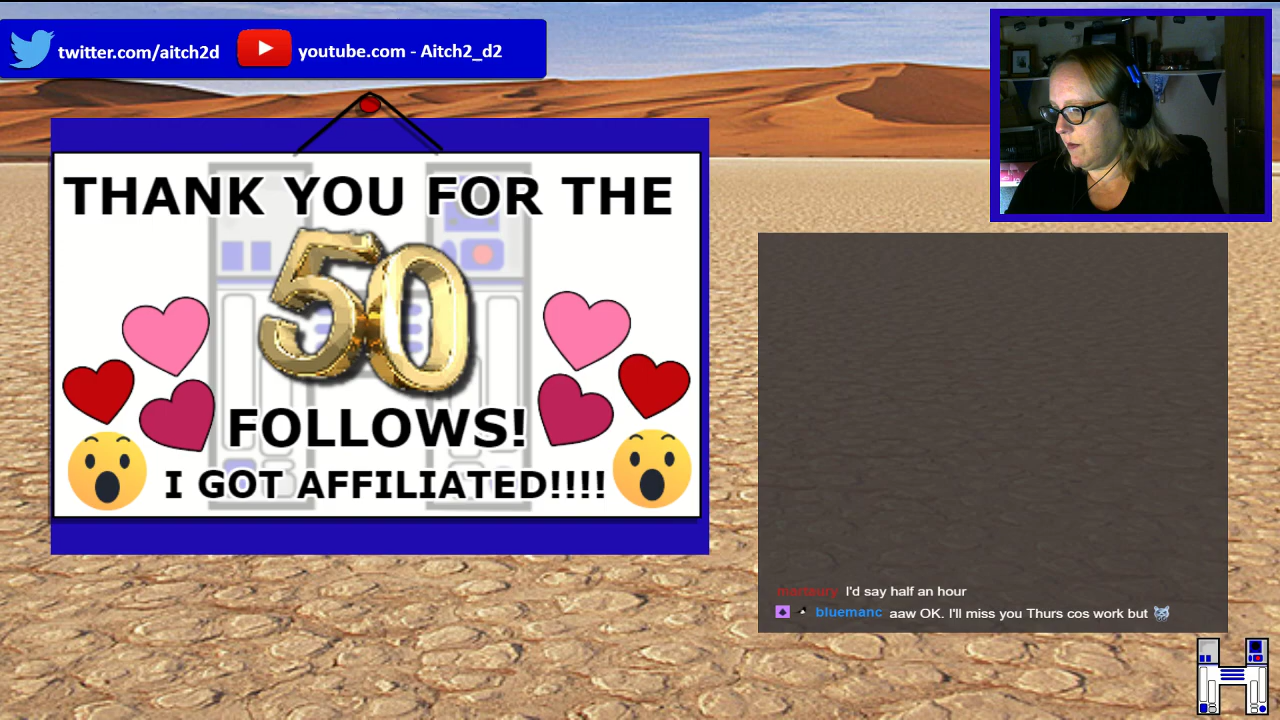 twitter.com/aitch2d
youtube.com - Aitch2_d2
THANK YOU FOR THE
50
FOLLOWS!
I GOT AFFILIATED!!!!
I'd say half an hour
bluemanc aaw OK. I'll miss you Thurs cos work but